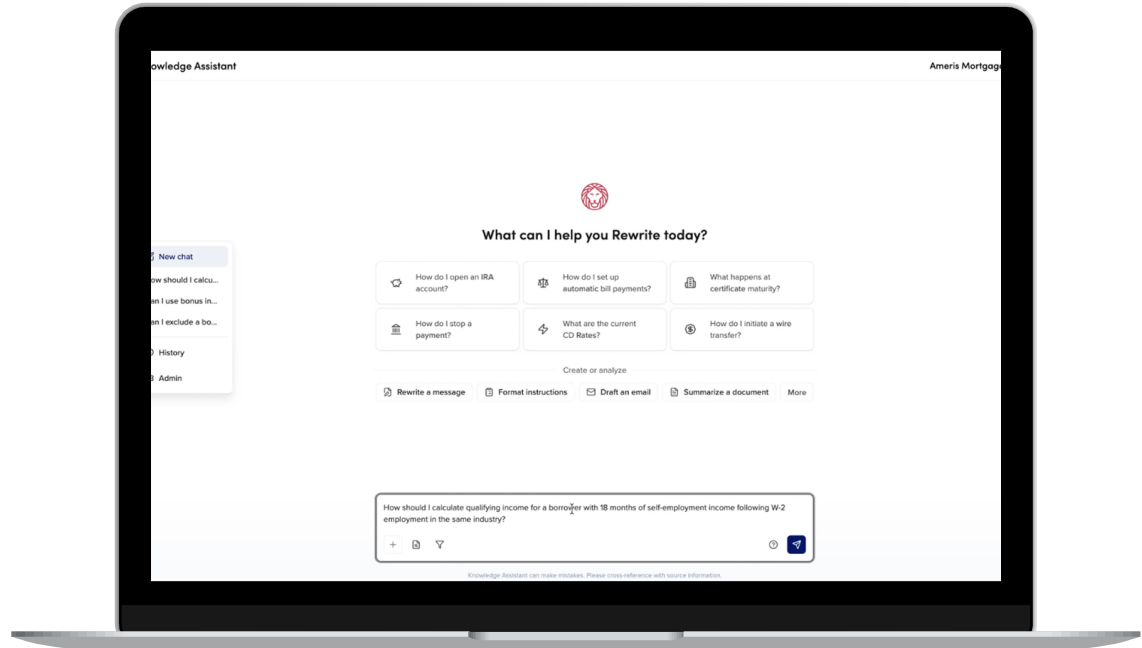 owledge Assistant
Ameris Mortgage
What can I help you Rewrite today?
How do I open an IRA
account?
How do I set up
automatic bill payments?
What happens at
certificate maturity?
How do I stop a
payment?
What are the current
CD Rates?
How do I initiate a wire
transfer?
Create or analyze
Rewrite a message
Format instructions
Draft an email
Summarize a document
More
New chat
ow should I calcu...
an I use bonus in...
an I exclude a bo...
History
Admin
How should I calculate qualifying income for a borrower with 18 months of self-employment income following W-2
employment in the same industry?
Knowledge Assistant can make mistakes. Please cross-reference with source information.